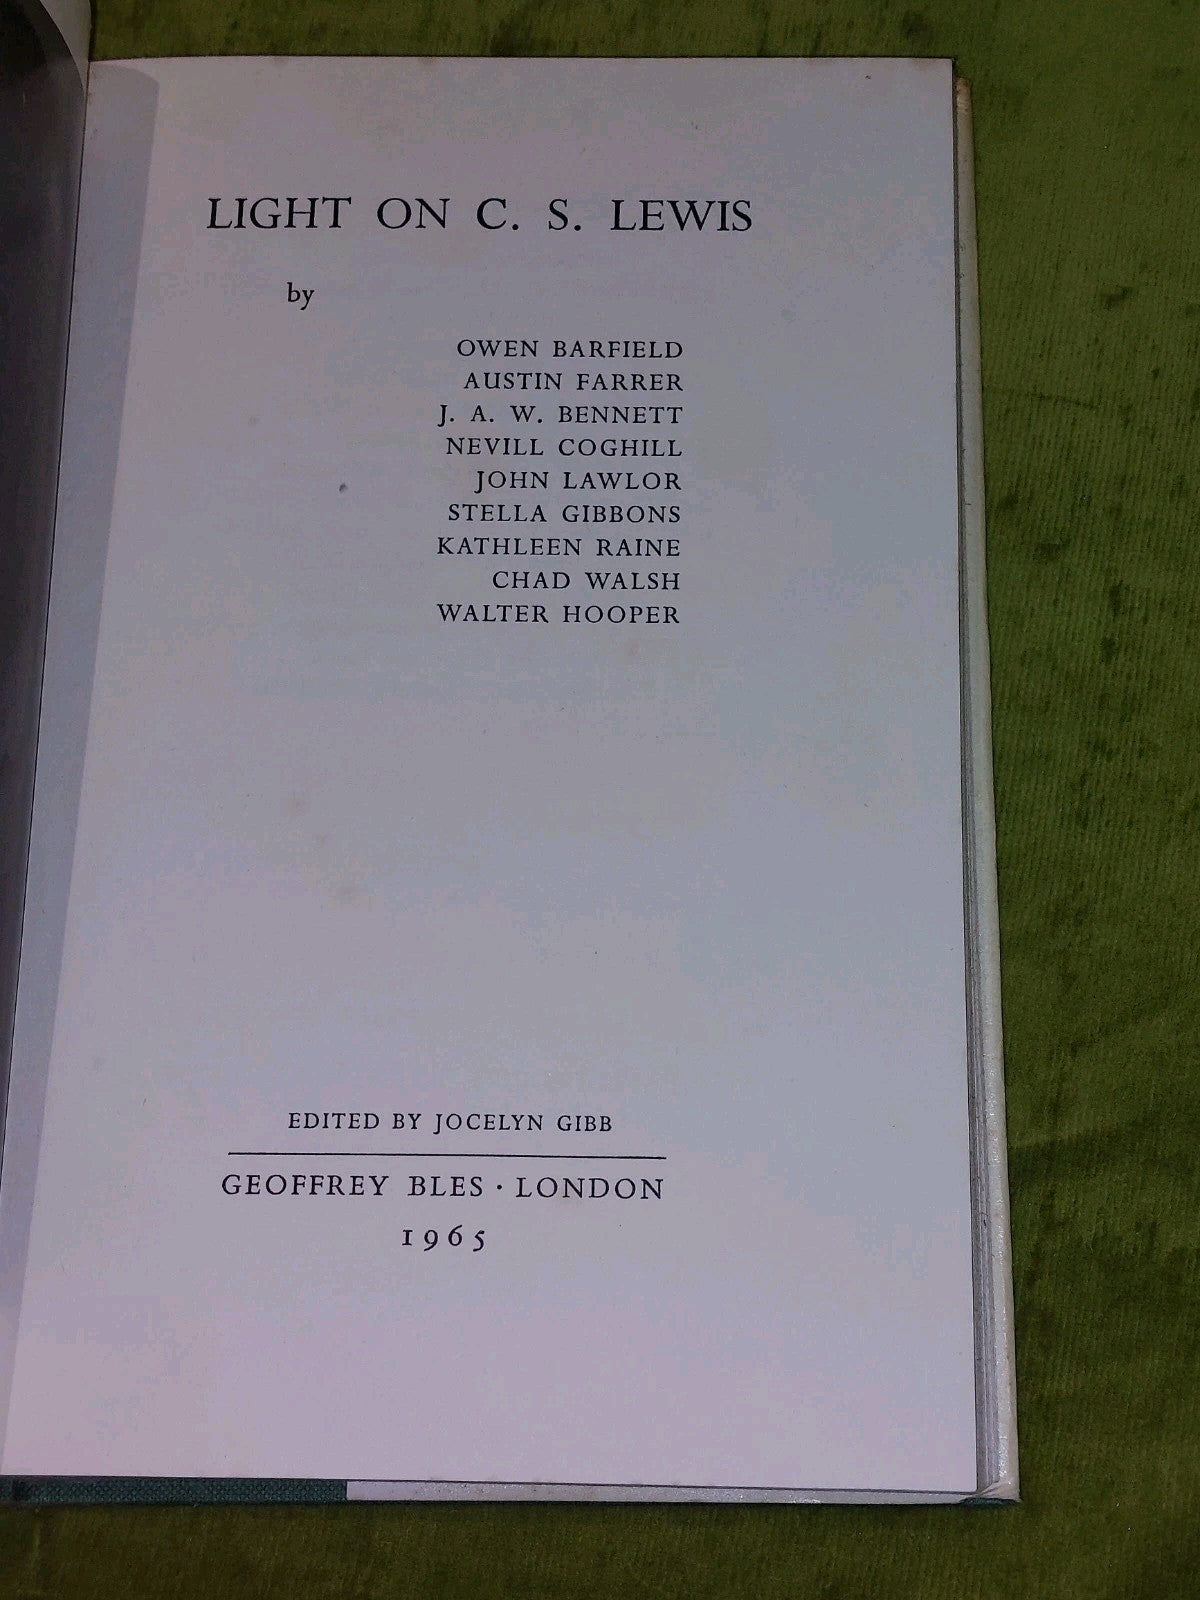 LIGHT ON C. S. LEWIS
by
OWEN BARFIELD
AUSTIN FARRER
J. A. W. BENNETT
NEVILL COGHILL
JOHN LAWLOR
STELLA GIBBONS
KATHLEEN RAINE
CHAD WALSH
WALTER HOOPER
EDITED BY JOCELYN GIBB
GEOFFREY BLES · LONDON
1965